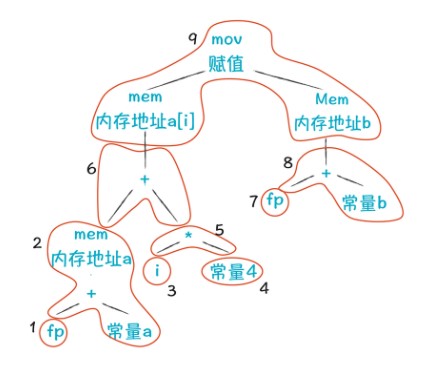 9 mov
赋值
mem Mem
内存地址a[i] 内存地址b
6 + 8 +
7 fp 常量b
2 mem 5 *
内存地址a i 常量4
3 4
+
1 fp 常量a